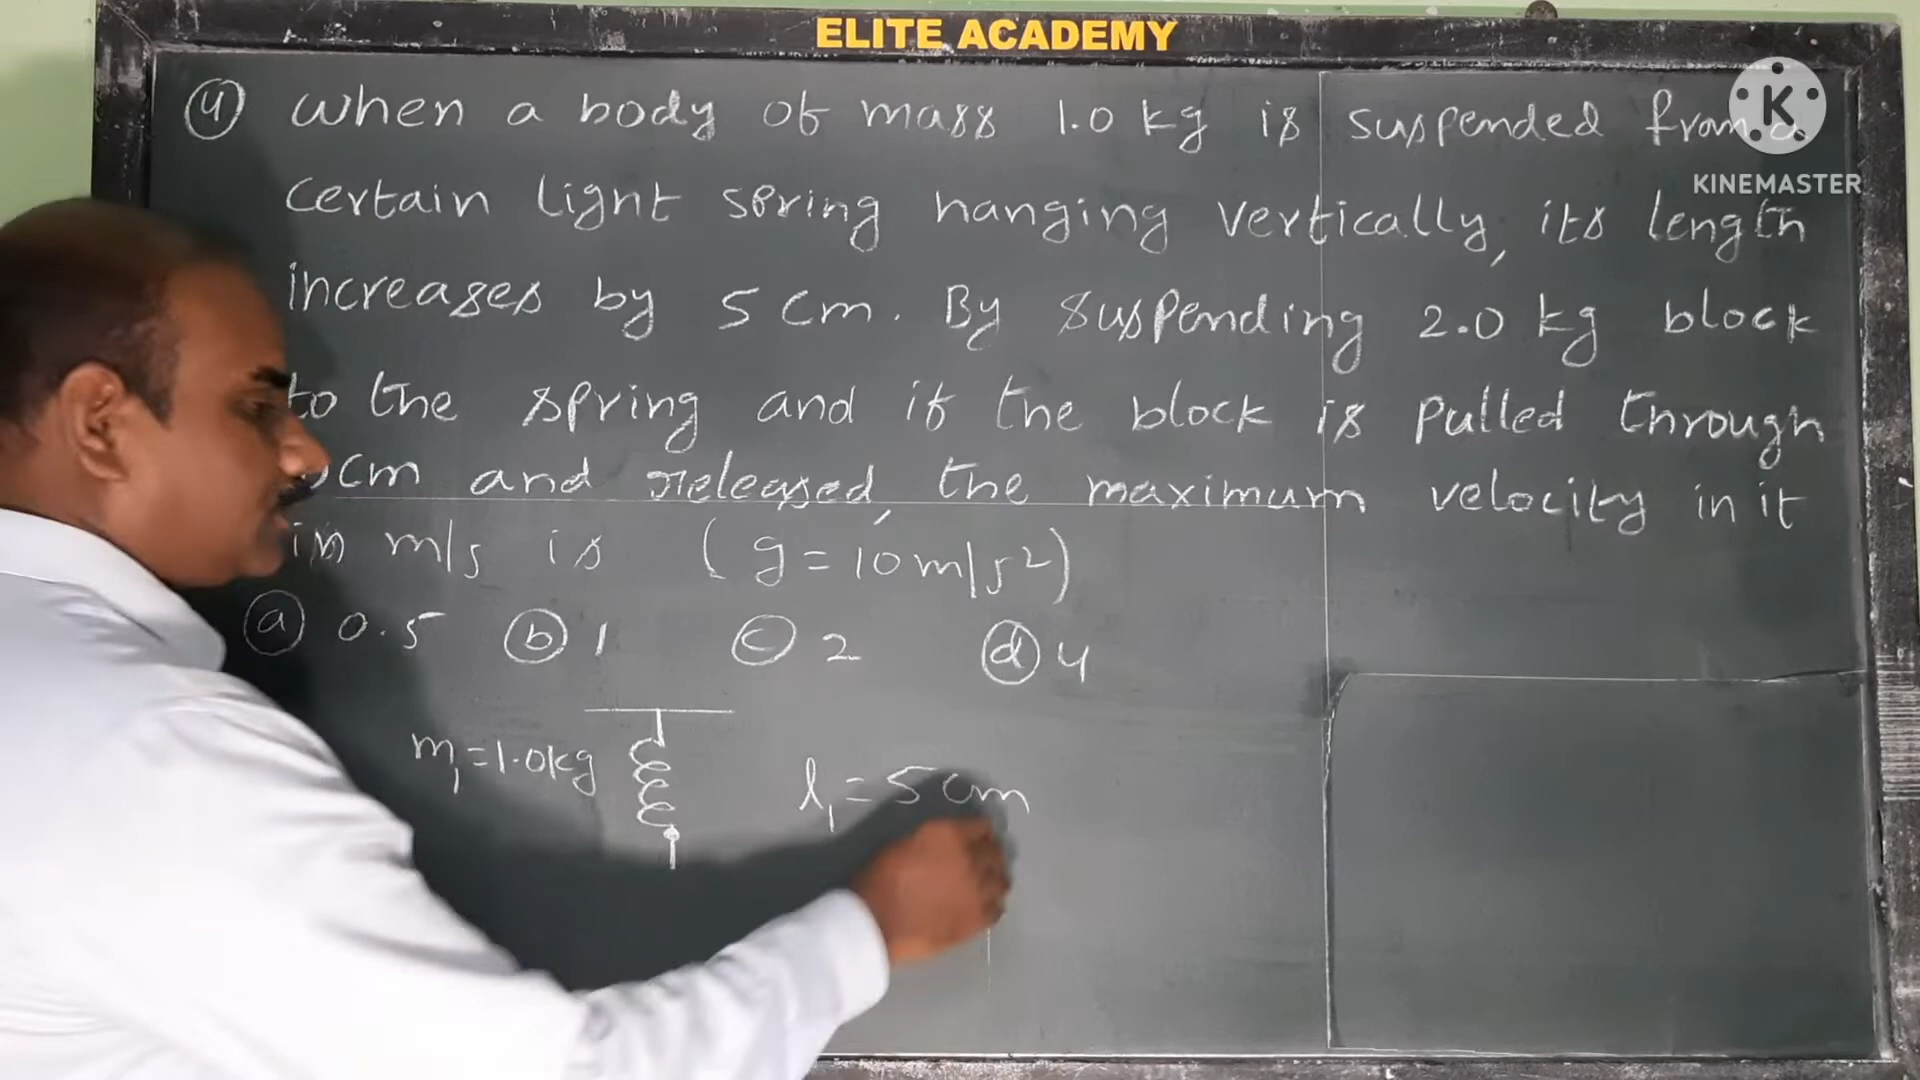 ELITE ACADEMY
④ when a body of mass 1.0 kg is suspended from a
certain light spring hanging vertically, its length
increases by 5 cm. By suspending 2.0 kg block
to the spring and if the block is pulled through
cm and released, the maximum velocity in it
in m/s is (g = 10 m/s²)
ⓐ 0.5 ⓑ 1 ⓒ 2 ⓓ 4
m₁ = 1.0 kg l₁ = 5 cm
K
KINEMASTER